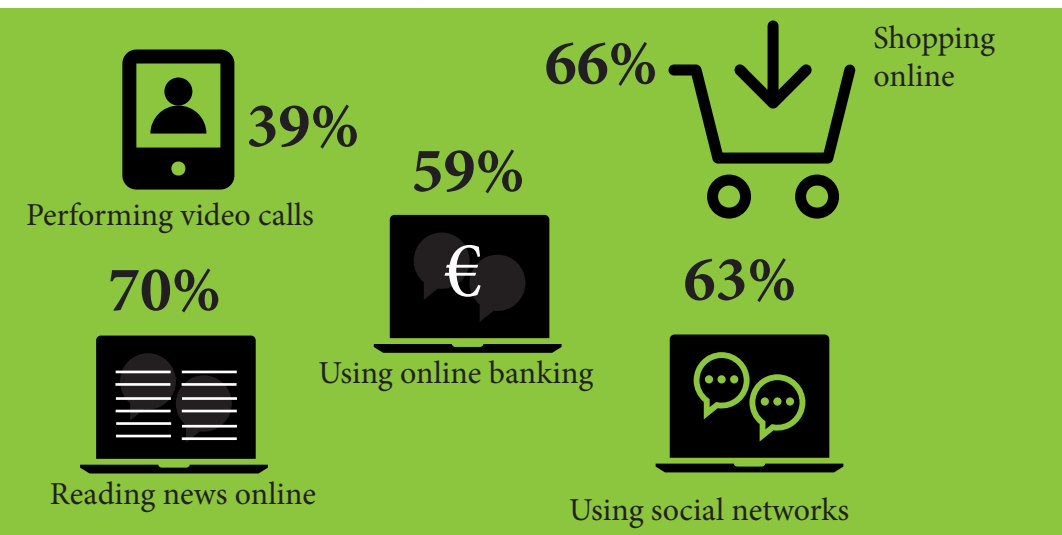 39%
Performing video calls
66%
Shopping
online
59%
€
Using online banking
70%
Reading news online
63%
Using social networks